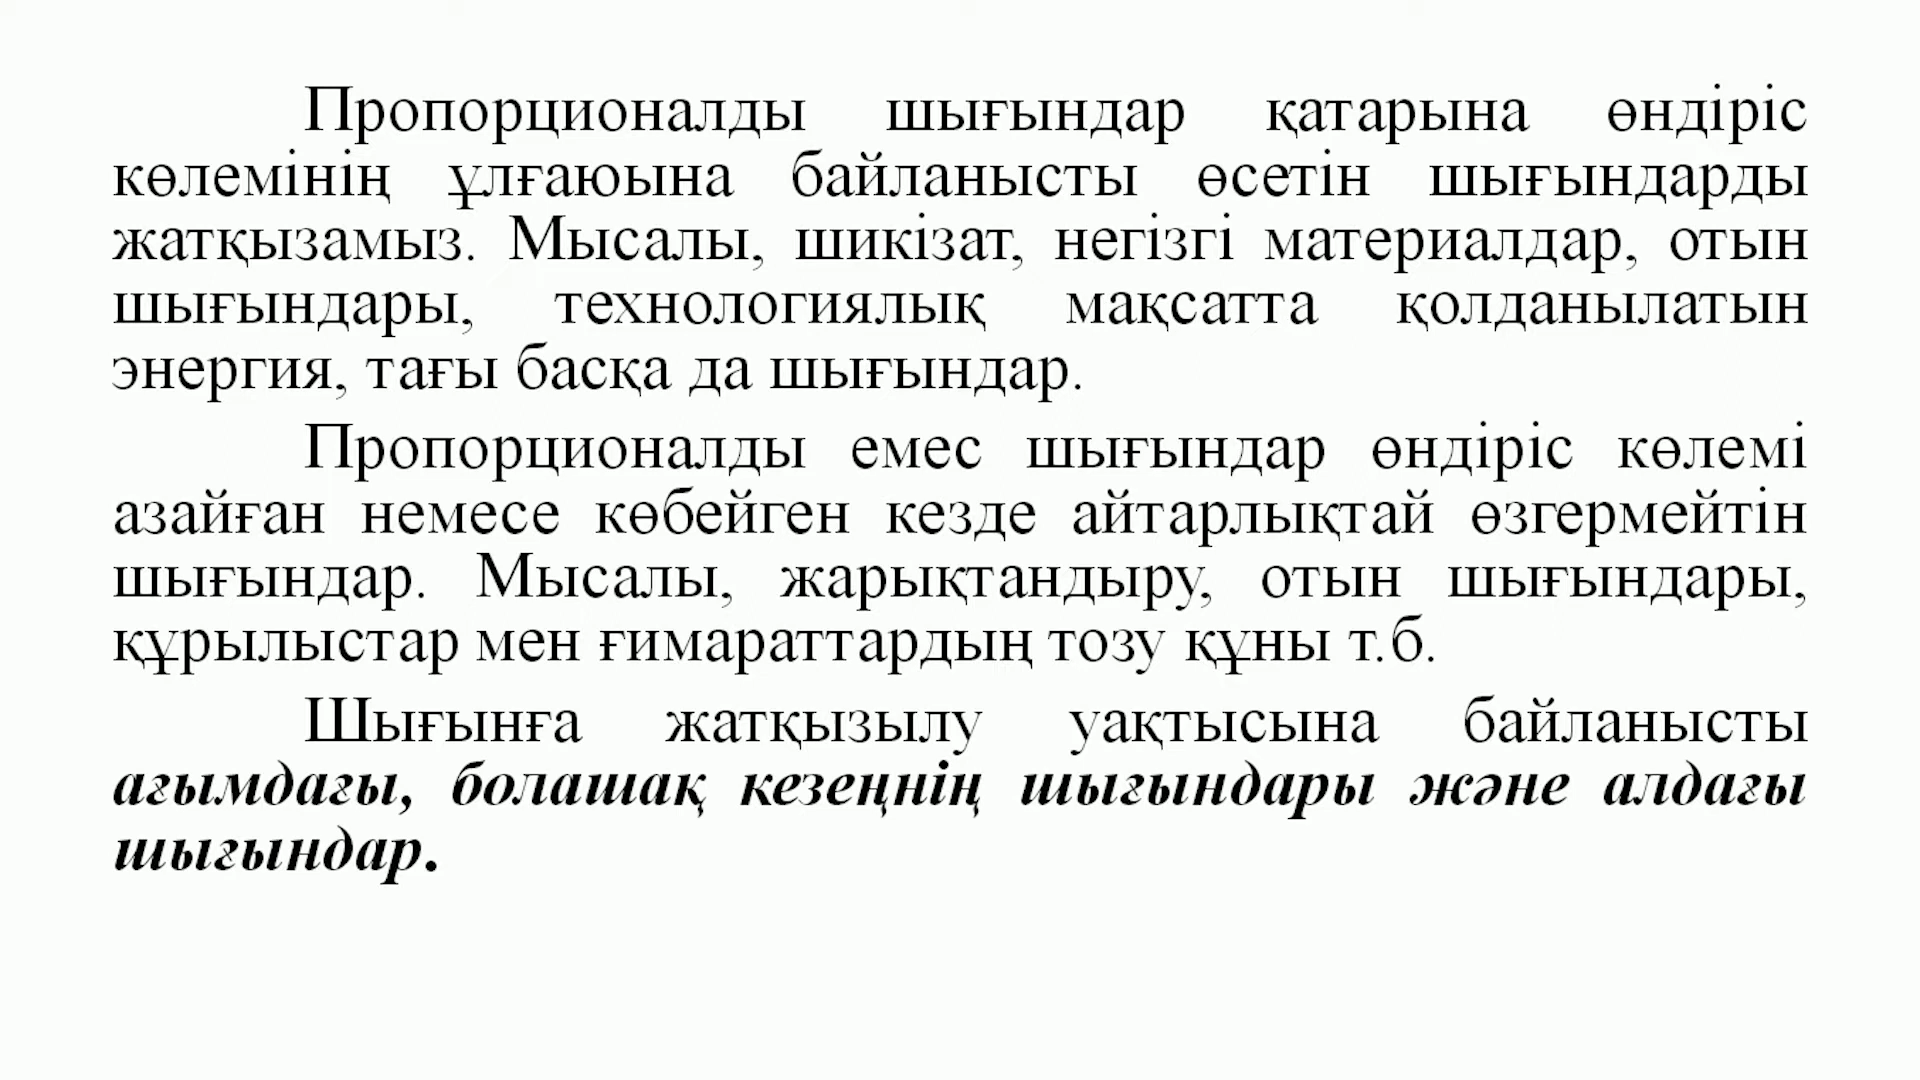 Пропорционалды шығындар қатарына өндіріс
көлемінің ұлғаюына байланысты өсетін шығындарды
жатқызамыз. Мысалы, шикізат, негізгі материалдар, отын
шығындары, технологиялық мақсатта қолданылатын
энергия, тағы басқа да шығындар.
Пропорционалды емес шығындар өндіріс көлемі
азайған немесе көбейген кезде айтарлықтай өзгермейтін
шығындар. Мысалы, жарықтандыру, отын шығындары,
құрылыстар мен ғимараттардың тозу құны т.б.
Шығынға жатқызылу уақтысына байланысты
ағымдағы, болашақ кезеңнің шығындары және алдағы
шығындар.